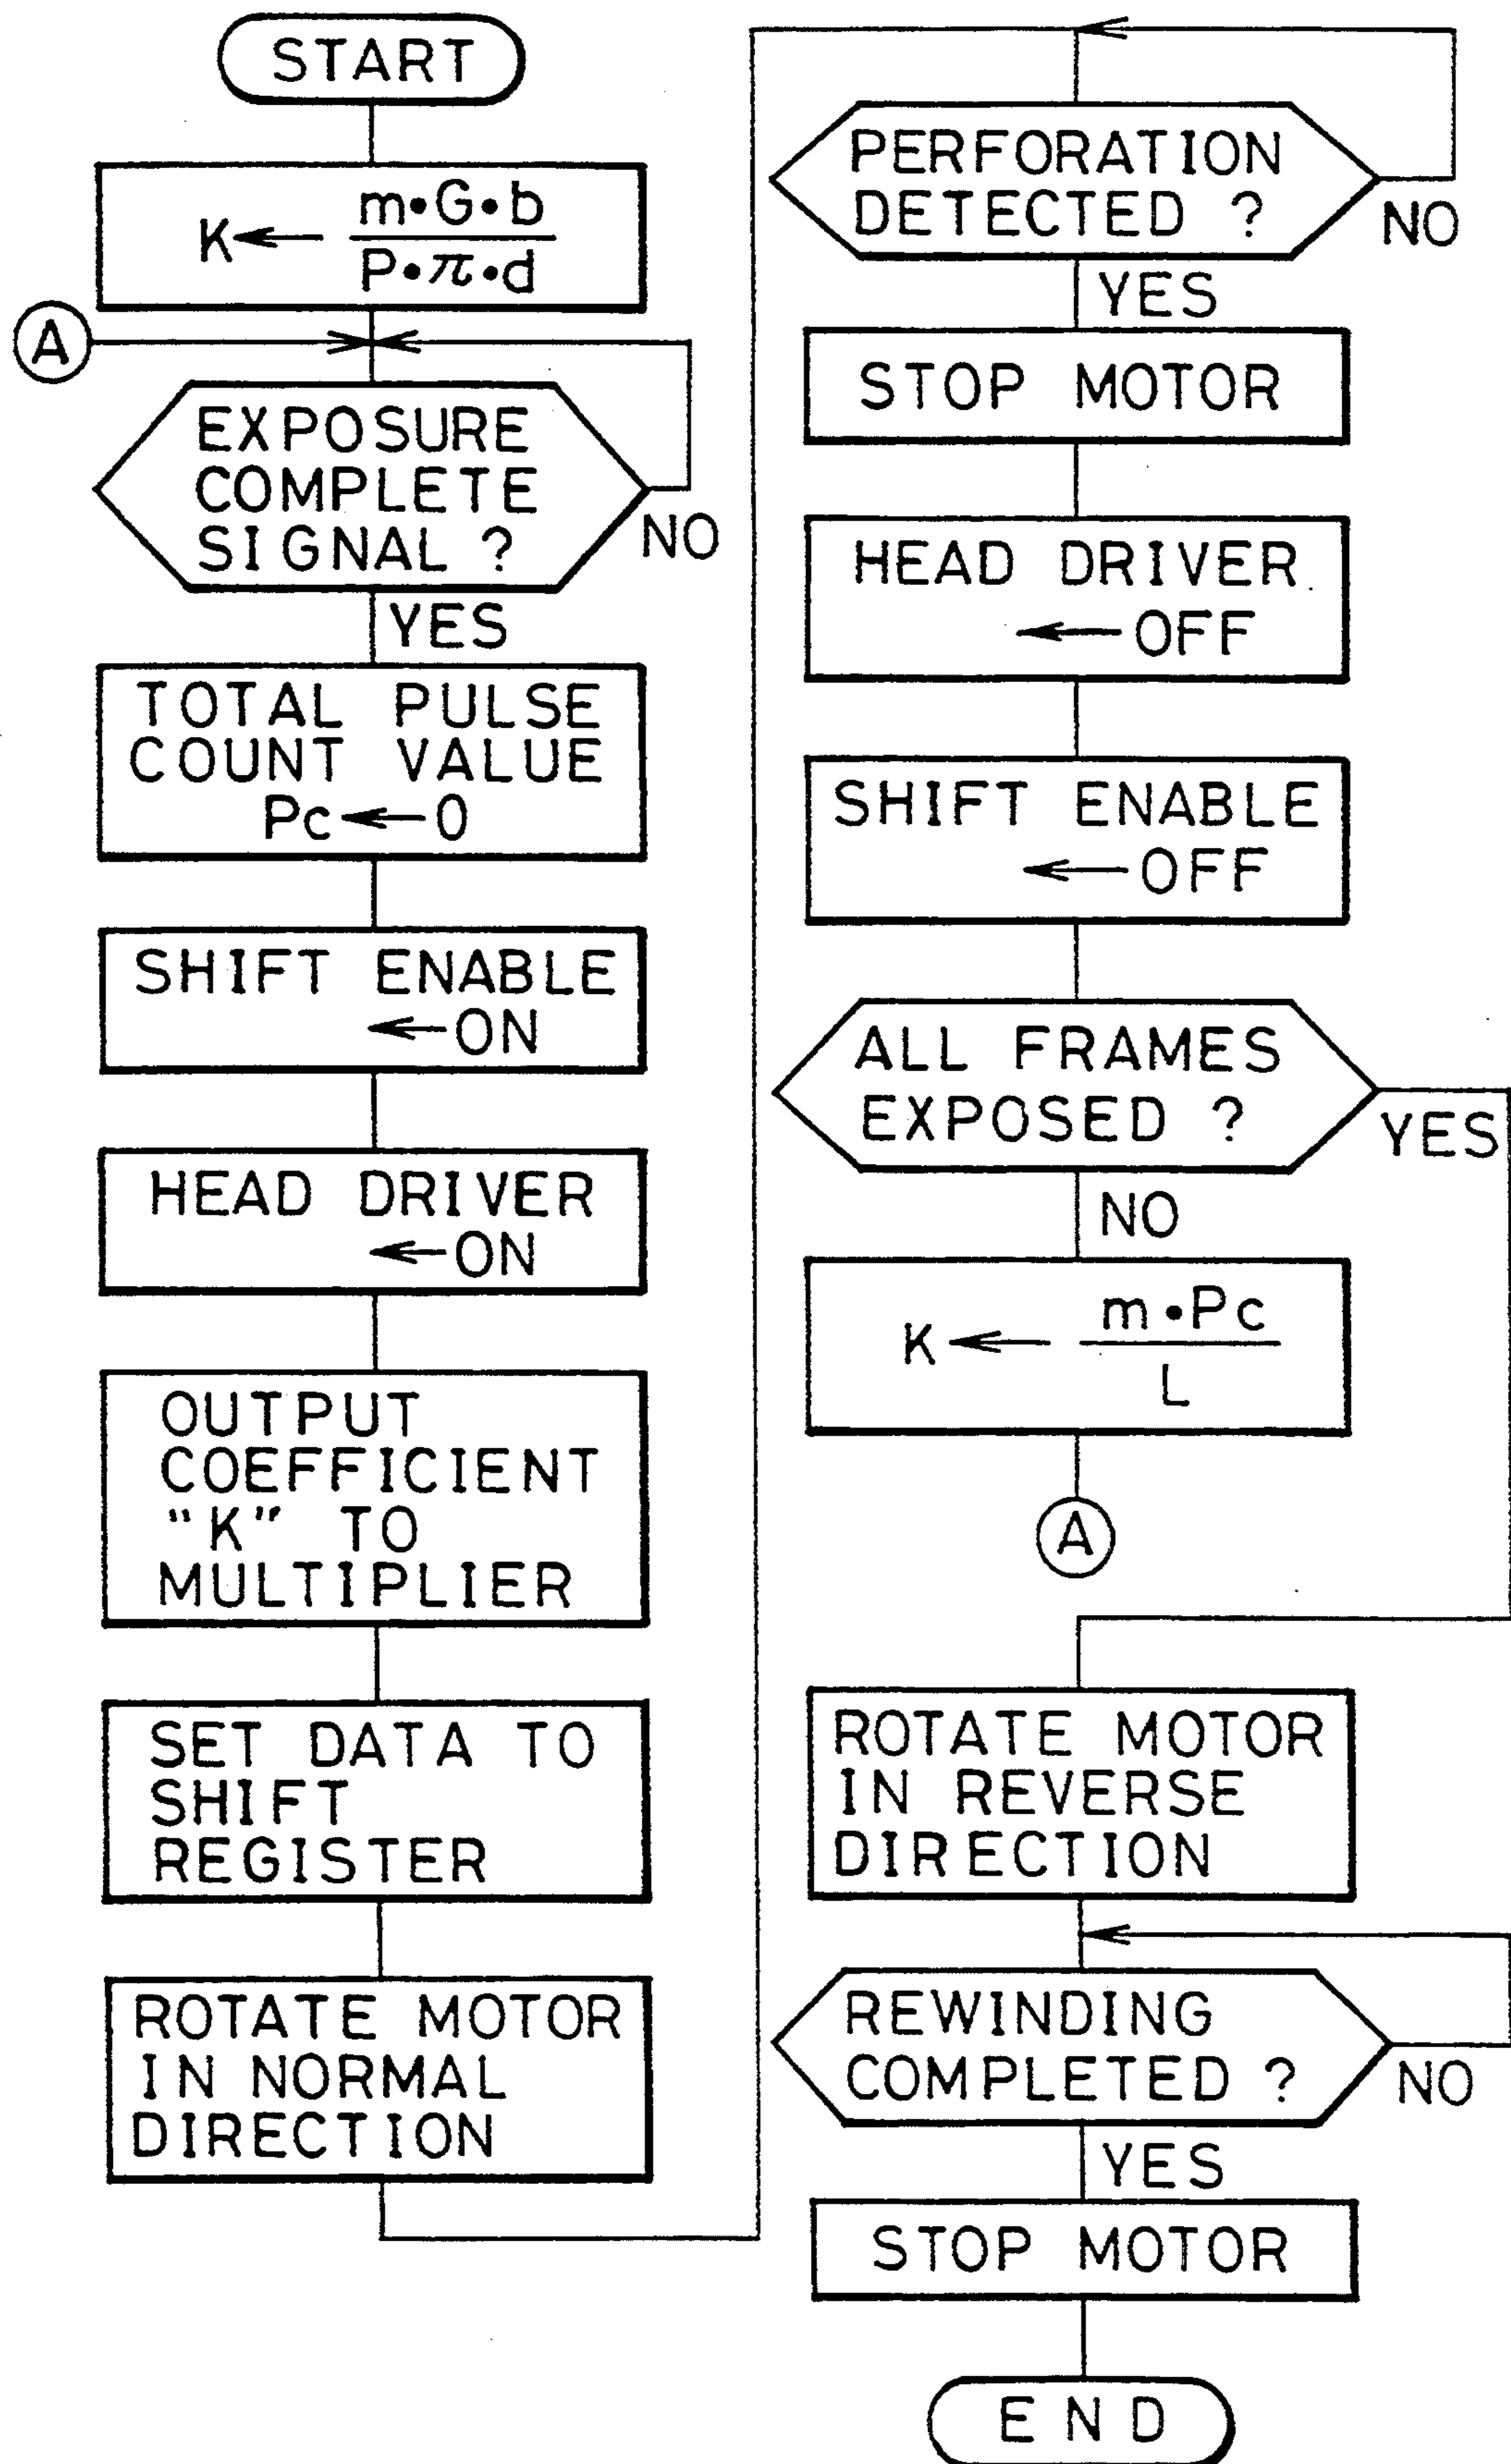 START
K← m•G•b
P•π•d
A
EXPOSURE
COMPLETE
SIGNAL ?
NO
YES
TOTAL PULSE
COUNT VALUE
Pc←0
SHIFT ENABLE
←ON
HEAD DRIVER
←ON
OUTPUT
COEFFICIENT
"K" TO
MULTIPLIER
SET DATA TO
SHIFT
REGISTER
ROTATE MOTOR
IN NORMAL
DIRECTION
PERFORATION
DETECTED ?
NO
YES
STOP MOTOR
HEAD DRIVER
←OFF
SHIFT ENABLE
←OFF
ALL FRAMES
EXPOSED ?
YES
NO
K← m•Pc
L
A
ROTATE MOTOR
IN REVERSE
DIRECTION
REWINDING
COMPLETED ?
NO
YES
STOP MOTOR
END